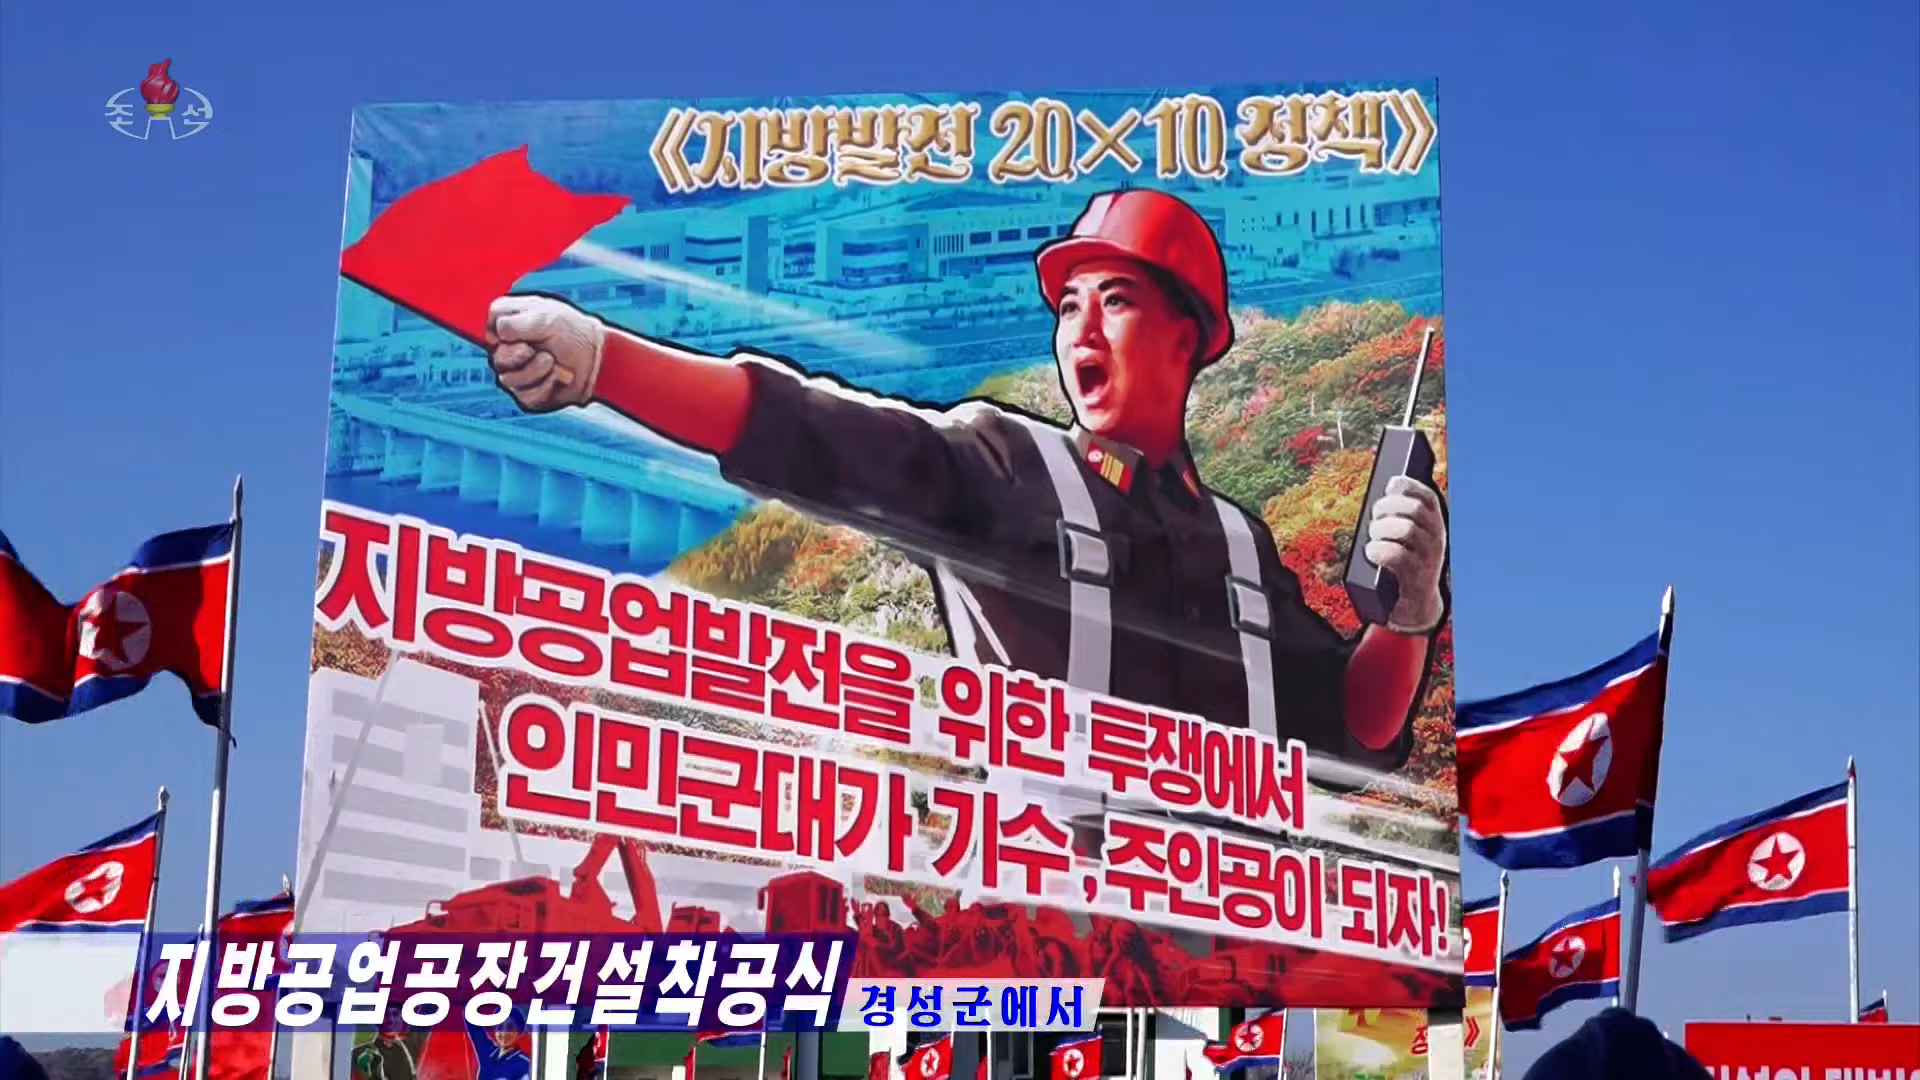 조선
《지방발전 20×10 정책》
지방공업발전을 위한 투쟁에서
인민군대가 기수, 주인공이 되자!
지방공업공장건설착공식
경성군에서